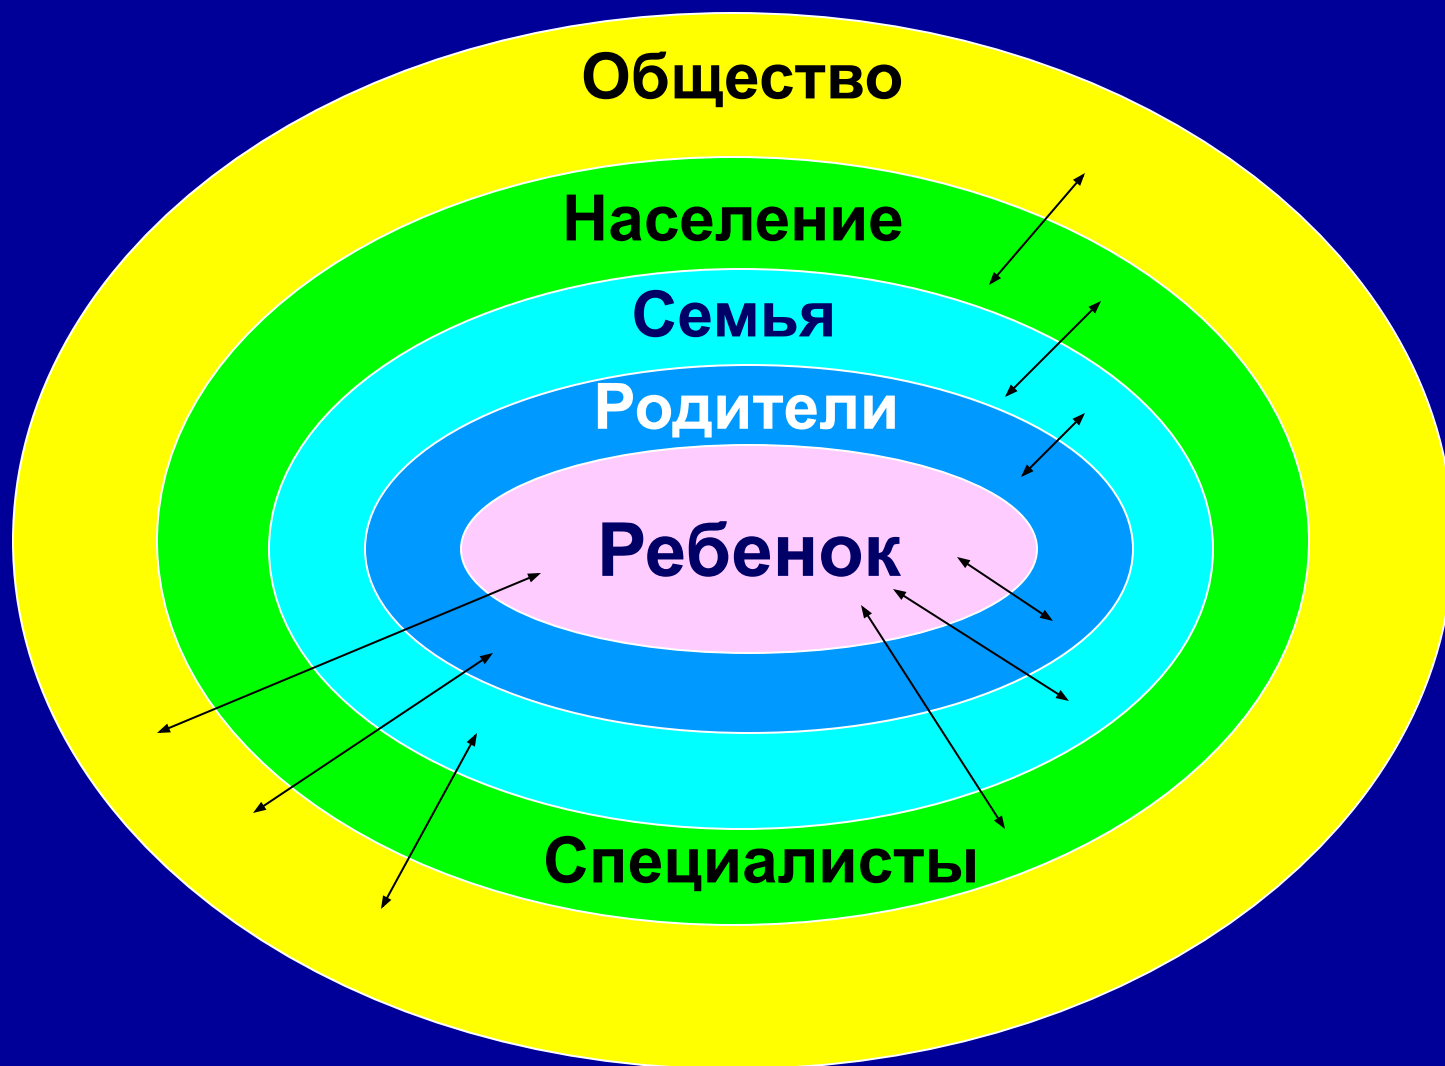 Общество
Население
Семья
Родители
Ребенок
Специалисты